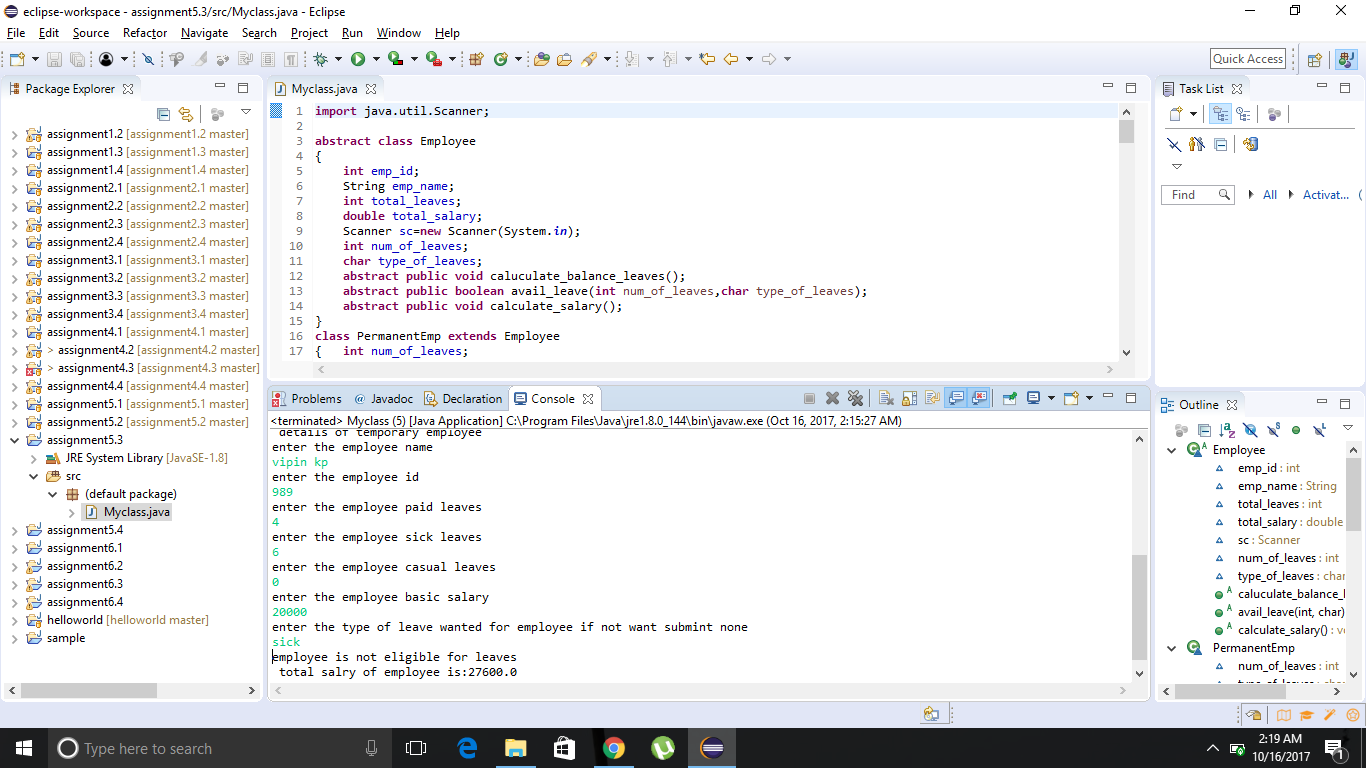 eclipse-workspace - assignment5.3/src/Myclass.java - Eclipse
File Edit Source Refactor Navigate Search Project Run Window Help
Quick Access
Package Explorer
assignment1.2 [assignment1.2 master]
assignment1.3 [assignment1.3 master]
assignment1.4 [assignment1.4 master]
assignment2.1 [assignment2.1 master]
assignment2.2 [assignment2.2 master]
assignment2.3 [assignment2.3 master]
assignment2.4 [assignment2.4 master]
assignment3.1 [assignment3.1 master]
assignment3.2 [assignment3.2 master]
assignment3.3 [assignment3.3 master]
assignment3.4 [assignment3.4 master]
assignment4.1 [assignment4.1 master]
> assignment4.2 [assignment4.2 master]
> assignment4.3 [assignment4.3 master]
assignment4.4 [assignment4.4 master]
assignment5.1 [assignment5.1 master]
assignment5.2 [assignment5.2 master]
assignment5.3
JRE System Library [JavaSE-1.8]
src
(default package)
Myclass.java
assignment5.4
assignment6.1
assignment6.2
assignment6.3
assignment6.4
helloworld [helloworld master]
sample
Myclass.java
1 import java.util.Scanner;
2
3 abstract class Employee
4 {
5 int emp_id;
6 String emp_name;
7 int total_leaves;
8 double total_salary;
9 Scanner sc=new Scanner(System.in);
10 int num_of_leaves;
11 char type_of_leaves;
12 abstract public void caluculate_balance_leaves();
13 abstract public boolean avail_leave(int num_of_leaves,char type_of_leaves);
14 abstract public void calculate_salary();
15 }
16 class PermanentEmp extends Employee
17 { int num_of_leaves;
Problems @ Javadoc Declaration Console
<terminated> Myclass (5) [Java Application] C:\Program Files\Java\jre1.8.0_144\bin\javaw.exe (Oct 16, 2017, 2:15:27 AM)
details of temporary employee
enter the employee name
vipin kp
enter the employee id
989
enter the employee paid leaves
4
enter the employee sick leaves
6
enter the employee casual leaves
0
enter the employee basic salary
20000
enter the type of leave wanted for employee if not want submint none
sick
employee is not eligible for leaves
total salry of employee is:27600.0
Task List
Find All Activat...
Outline
Employee
emp_id : int
emp_name : String
total_leaves : int
total_salary : double
sc : Scanner
num_of_leaves : int
type_of_leaves : char
caluculate_balance_l
avail_leave(int, char)
calculate_salary() : v
PermanentEmp
num_of_leaves : int
Type here to search
2:19 AM
10/16/2017
1